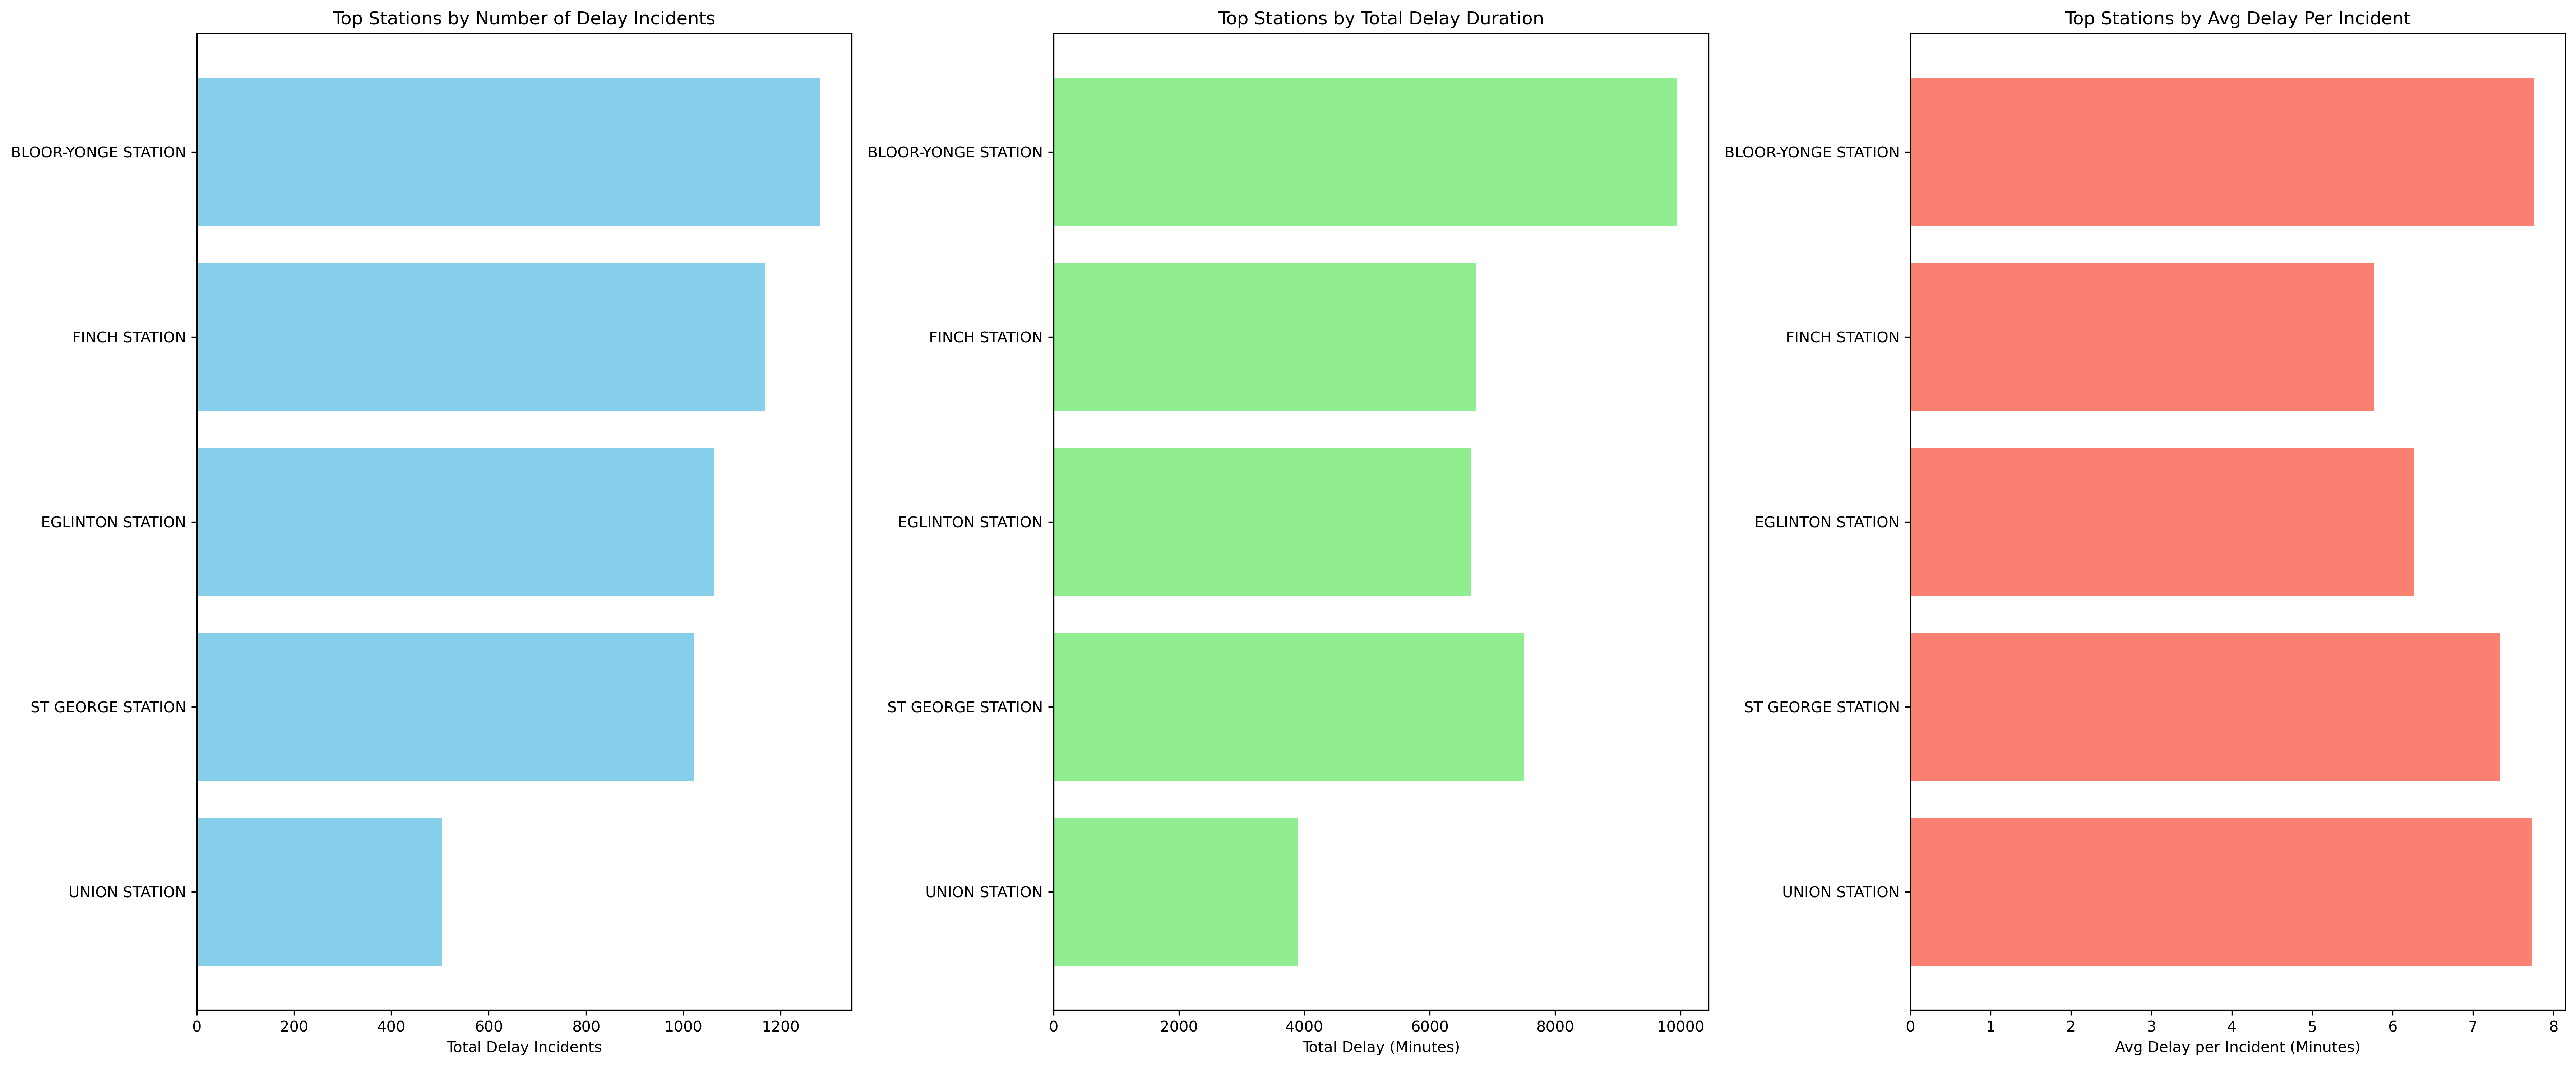 Top Stations by Number of Delay Incidents
BLOOR-YONGE STATION
FINCH STATION
EGLINTON STATION
ST GEORGE STATION
UNION STATION
0 200 400 600 800 1000 1200
Total Delay Incidents
Top Stations by Total Delay Duration
BLOOR-YONGE STATION
FINCH STATION
EGLINTON STATION
ST GEORGE STATION
UNION STATION
0 2000 4000 6000 8000 10000
Total Delay (Minutes)
Top Stations by Avg Delay Per Incident
BLOOR-YONGE STATION
FINCH STATION
EGLINTON STATION
ST GEORGE STATION
UNION STATION
0 1 2 3 4 5 6 7 8
Avg Delay per Incident (Minutes)